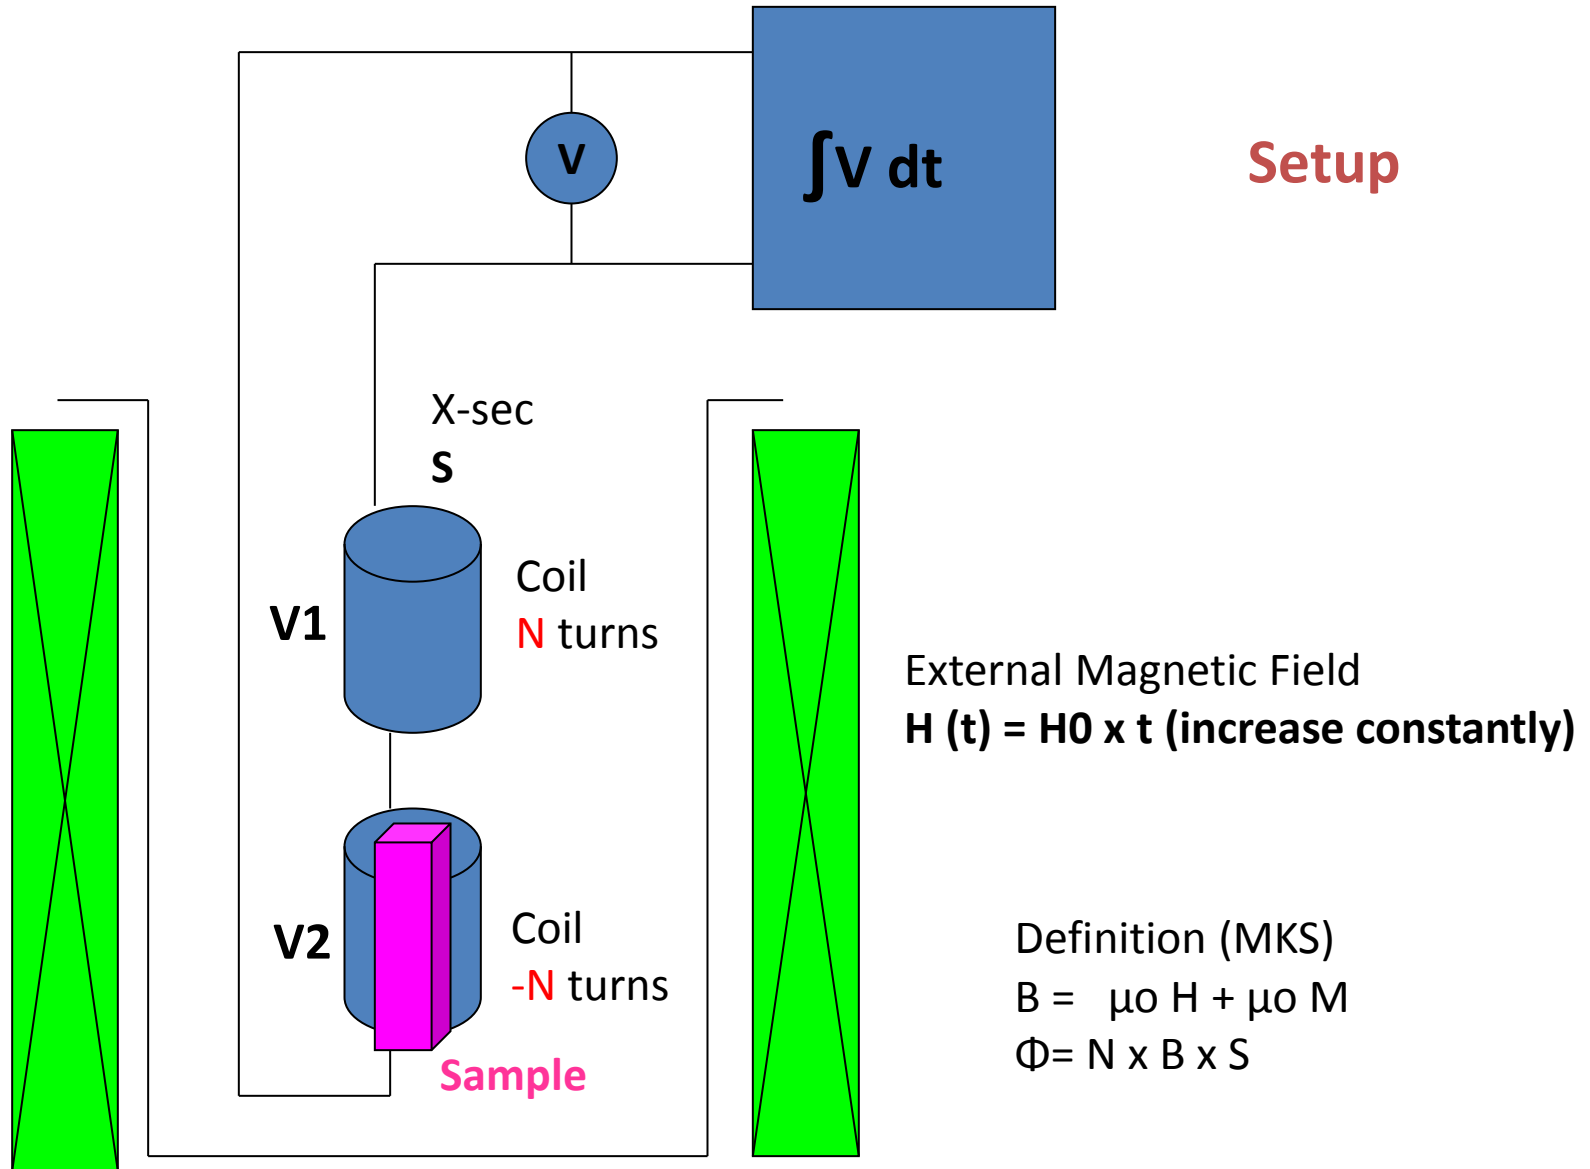 ∫V dt
Setup
V
X-sec
S
V1
Coil
N turns
External Magnetic Field
H (t) = H0 x t (increase constantly)
V2
Coil
-N turns
Sample
Definition (MKS)
B =   μo H + μo M
Φ= N x B x S